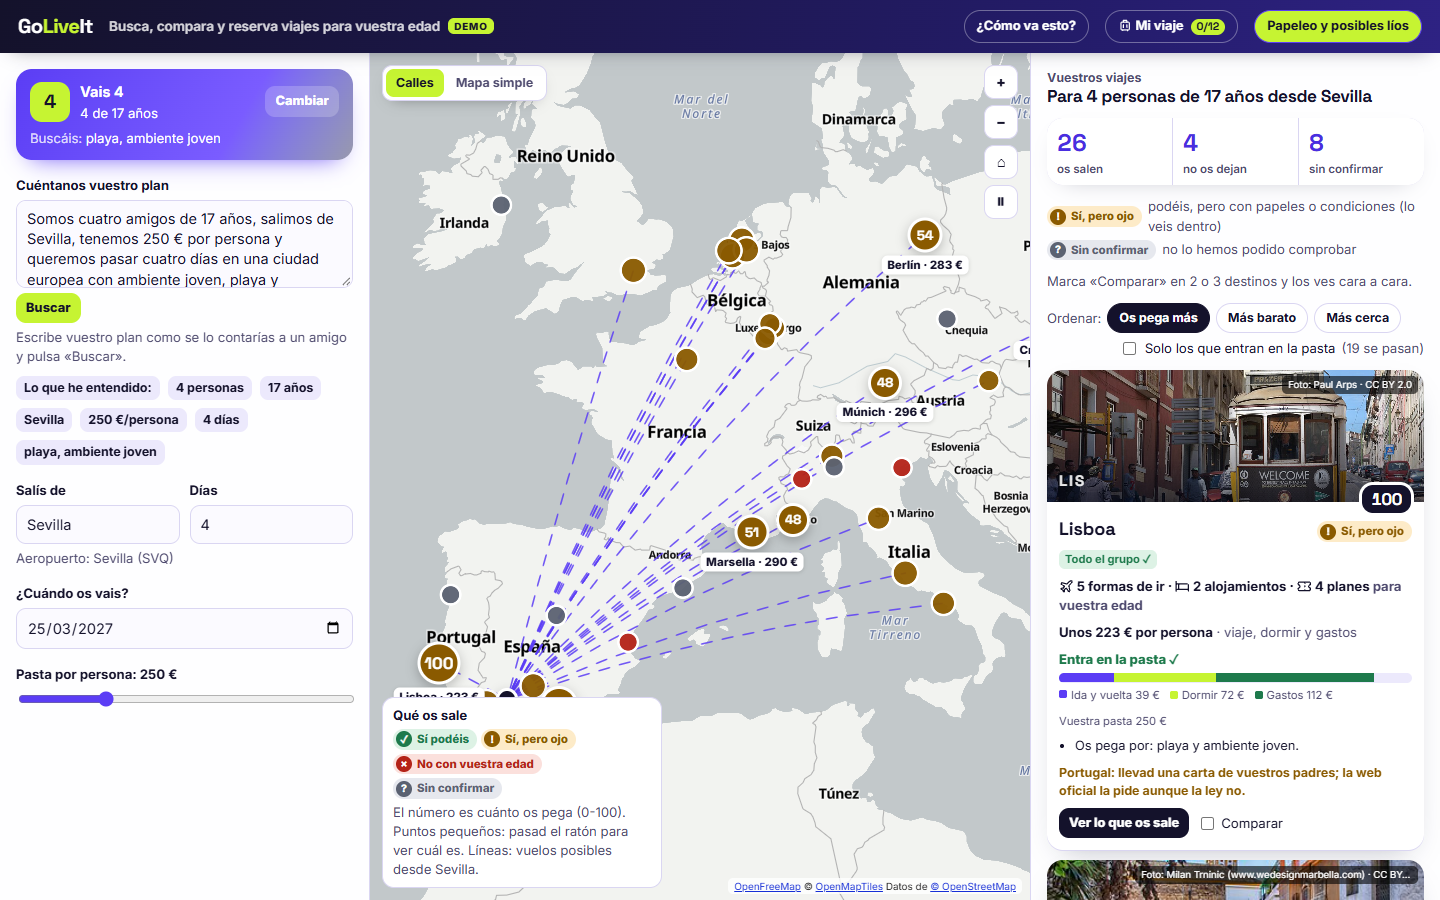 GoLiveIt
Busca, compara y reserva viajes para vuestra edad DEMO
¿Cómo va esto?
Mi viaje 0/12
Papeleo y posibles líos
4
Vais 4
4 de 17 años
Cambiar
Buscáis: playa, ambiente joven
Cuéntanos vuestro plan
Somos cuatro amigos de 17 años, salimos de
Sevilla, tenemos 250 € por persona y
queremos pasar cuatro días en una ciudad
europea con ambiente joven, playa y
Buscar
Escribe vuestro plan como se lo contarías a un amigo
y pulsa «Buscar».
Lo que he entendido: 4 personas 17 años
Sevilla 250 €/persona 4 días
playa, ambiente joven
Salís de Días
Sevilla 4
Aeropuerto: Sevilla (SVQ)
¿Cuándo os vais?
25/03/2027
Pasta por persona: 250 €
Calles Mapa simple
+
−
Mar del
Norte
Dinamarca
Reino Unido
Irlanda
Bajos
54
Berlín · 283 €
Alemania
Bélgica
Chequia
48
Múnich · 296 €
Austria
Suiza
Francia
Eslovenia
Croacia
Bosnia
Herzegov
48
51
Marino
Andorra
Marsella · 290 €
Italia
Mar
Tirreno
Portugal
España
100
Lisboa · 223 €
Túnez
Qué os sale
✓ Sí podéis ! Sí, pero ojo
× No con vuestra edad
? Sin confirmar
El número es cuánto os pega (0-100).
Puntos pequeños: pasad el ratón para
ver cuál es. Líneas: vuelos posibles
desde Sevilla.
OpenFreeMap © OpenMapTiles Datos de © OpenStreetMap
Vuestros viajes
Para 4 personas de 17 años desde Sevilla
26 4 8
os salen no os dejan sin confirmar
! Sí, pero ojo podéis, pero con papeles o condiciones (lo
veis dentro)
? Sin confirmar no lo hemos podido comprobar
Marca «Comparar» en 2 o 3 destinos y los ves cara a cara.
Ordenar: Os pega más Más barato Más cerca
Solo los que entran en la pasta (19 se pasan)
Foto: Paul Arps · CC BY 2.0
WELCOME
LIS
100
Lisboa
! Sí, pero ojo
Todo el grupo ✓
5 formas de ir · 2 alojamientos · 4 planes para
vuestra edad
Unos 223 € por persona · viaje, dormir y gastos
Entra en la pasta ✓
Ida y vuelta 39 € Dormir 72 € Gastos 112 €
Vuestra pasta 250 €
• Os pega por: playa y ambiente joven.
Portugal: llevad una carta de vuestros padres; la web
oficial la pide aunque la ley no.
Ver lo que os sale Comparar
Foto: Milan Trninic (www.wedesignmarbella.com) · CC BY...